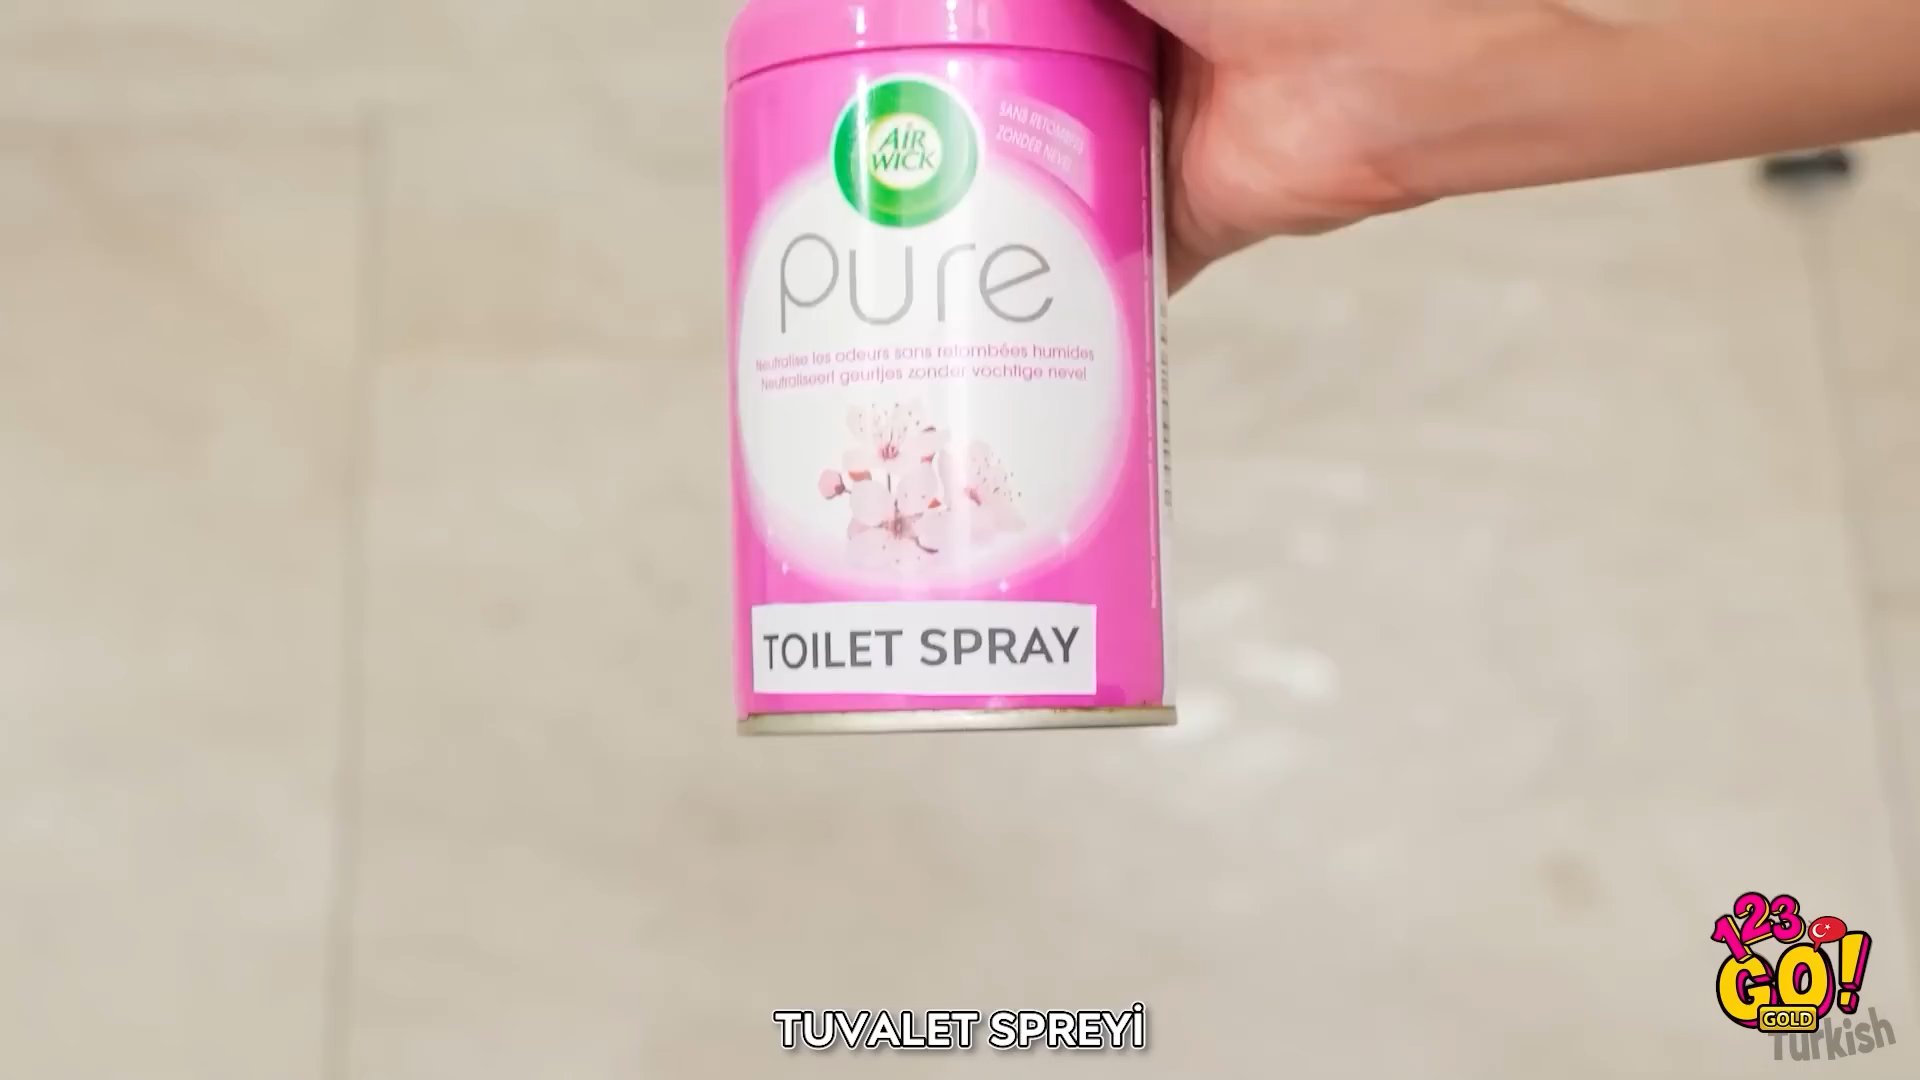 AIR
WICK
SANS RETOMBÉES
ZONDER NEVEL
pure
Neutralise les odeurs sans retombées humides
Neutraliseert geurtjes zonder vochtige nevel
TOILET SPRAY
TUVALET SPREYİ
123
GO!
GOLD
Turkish